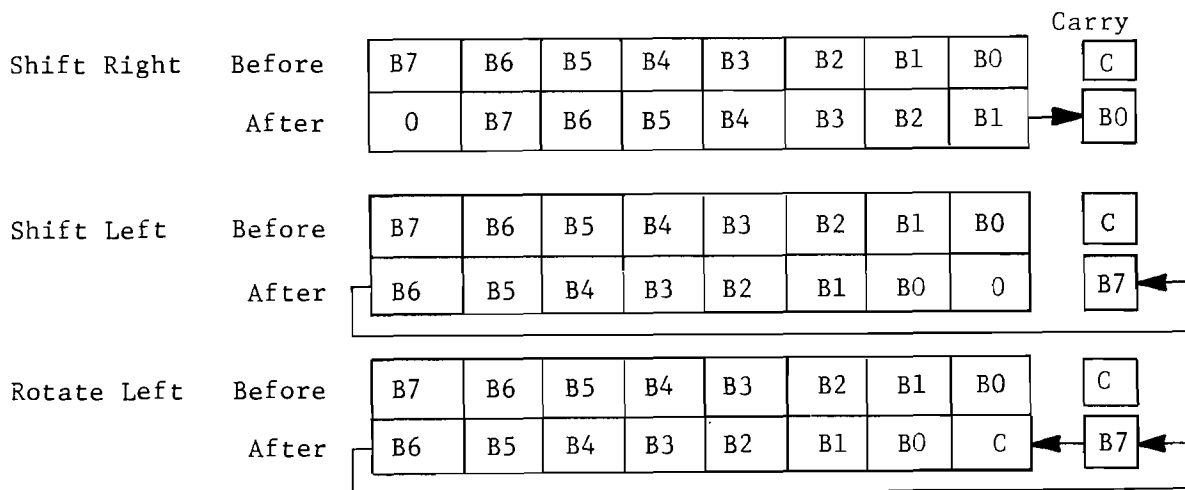 Carry
Shift Right Before B7 B6 B5 B4 B3 B2 B1 B0 C
After 0 B7 B6 B5 B4 B3 B2 B1 B0
Shift Left Before B7 B6 B5 B4 B3 B2 B1 B0 C
After B6 B5 B4 B3 B2 B1 B0 0 B7
Rotate Left Before B7 B6 B5 B4 B3 B2 B1 B0 C
After B6 B5 B4 B3 B2 B1 B0 C B7